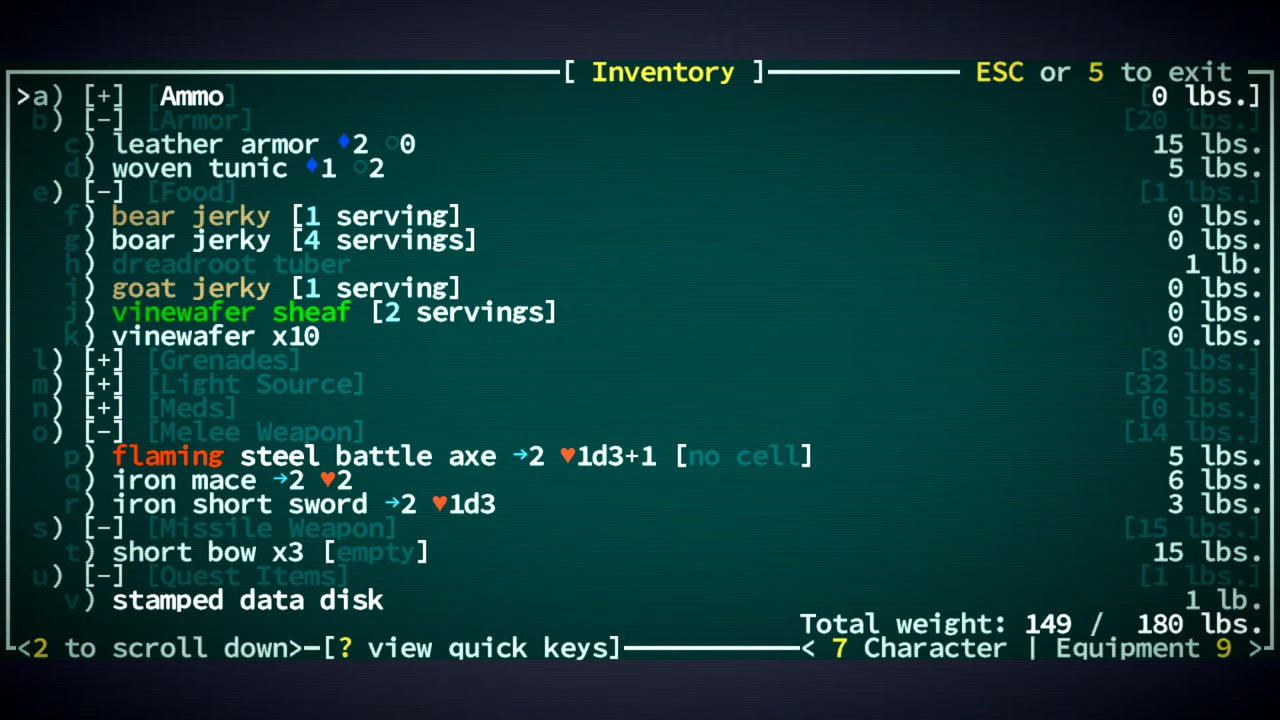 [ Inventory ] ESC or 5 to exit
>a) [+] [Ammo] [0 lbs.]
b) [-] [Armor] [20 lbs.]
c) leather armor ♦2 ○0 15 lbs.
d) woven tunic ♦1 ○2 5 lbs.
e) [-] [Food] [1 lbs.]
f) bear jerky [1 serving] 0 lbs.
g) boar jerky [4 servings] 0 lbs.
h) dreadroot tuber 1 lb.
i) goat jerky [1 serving] 0 lbs.
j) vinewafer sheaf [2 servings] 0 lbs.
k) vinewafer x10 0 lbs.
l) [+] [Grenades] [3 lbs.]
m) [+] [Light Source] [32 lbs.]
n) [+] [Meds] [0 lbs.]
o) [-] [Melee Weapon] [14 lbs.]
p) flaming steel battle axe →2 ♥1d3+1 [no cell] 5 lbs.
q) iron mace →2 ♥2 6 lbs.
r) iron short sword →2 ♥1d3 3 lbs.
s) [-] [Missile Weapon] [15 lbs.]
t) short bow x3 [empty] 15 lbs.
u) [-] [Quest Items] [1 lbs.]
v) stamped data disk 1 lb.
Total weight: 149 / 180 lbs.
<2 to scroll down> [? view quick keys] < 7 Character | Equipment 9 >